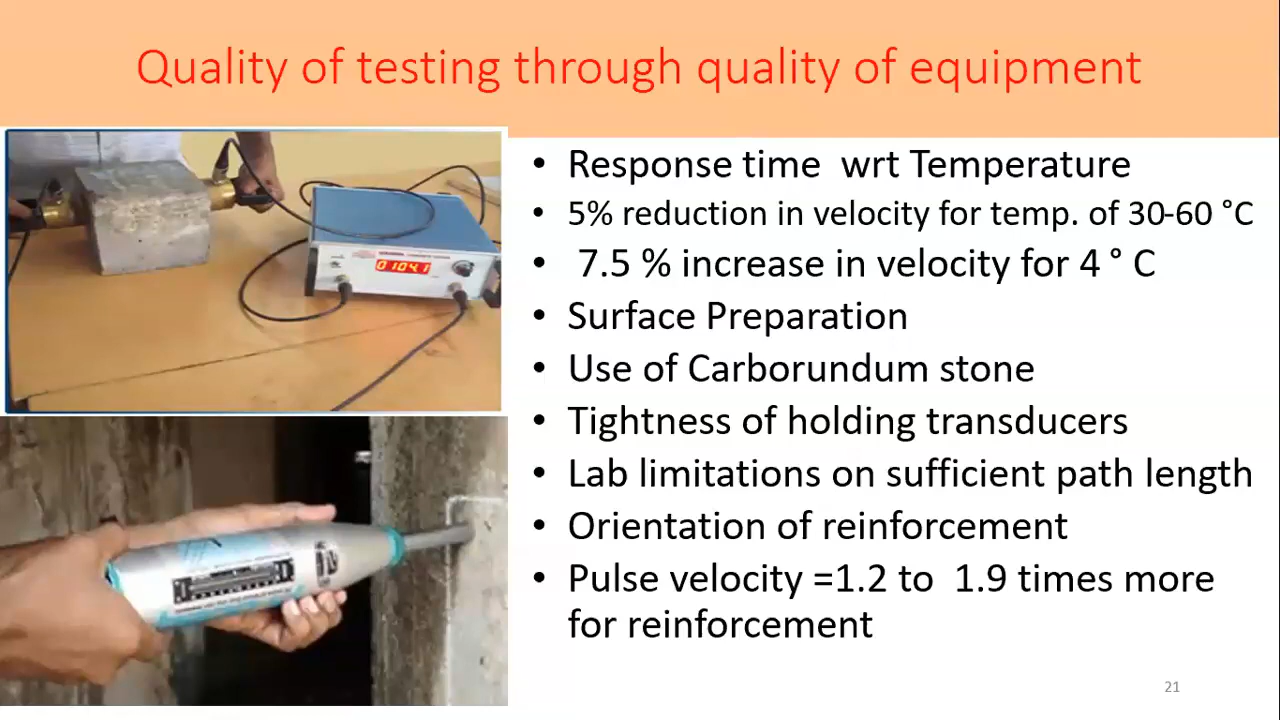 Quality of testing through quality of equipment
• Response time wrt Temperature
• 5% reduction in velocity for temp. of 30-60 °C
• 7.5 % increase in velocity for 4 ° C
• Surface Preparation
• Use of Carborundum stone
• Tightness of holding transducers
• Lab limitations on sufficient path length
• Orientation of reinforcement
• Pulse velocity =1.2 to 1.9 times more
for reinforcement
0104.1
21